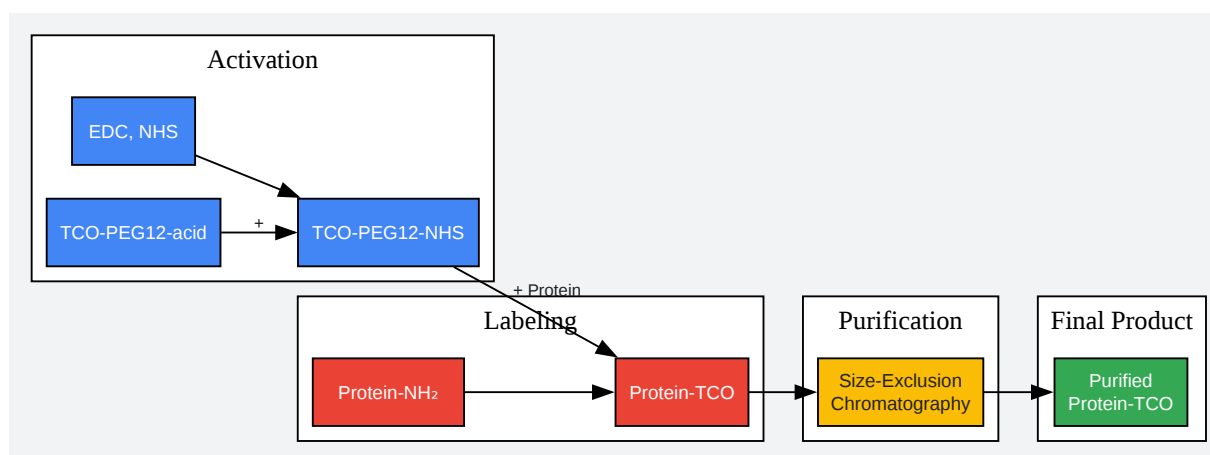 Activation
EDC, NHS
TCO-PEG12-acid
+
TCO-PEG12-NHS
+ Protein
Labeling
Protein-NH₂
Protein-TCO
Purification
Size-Exclusion
Chromatography
Final Product
Purified
Protein-TCO